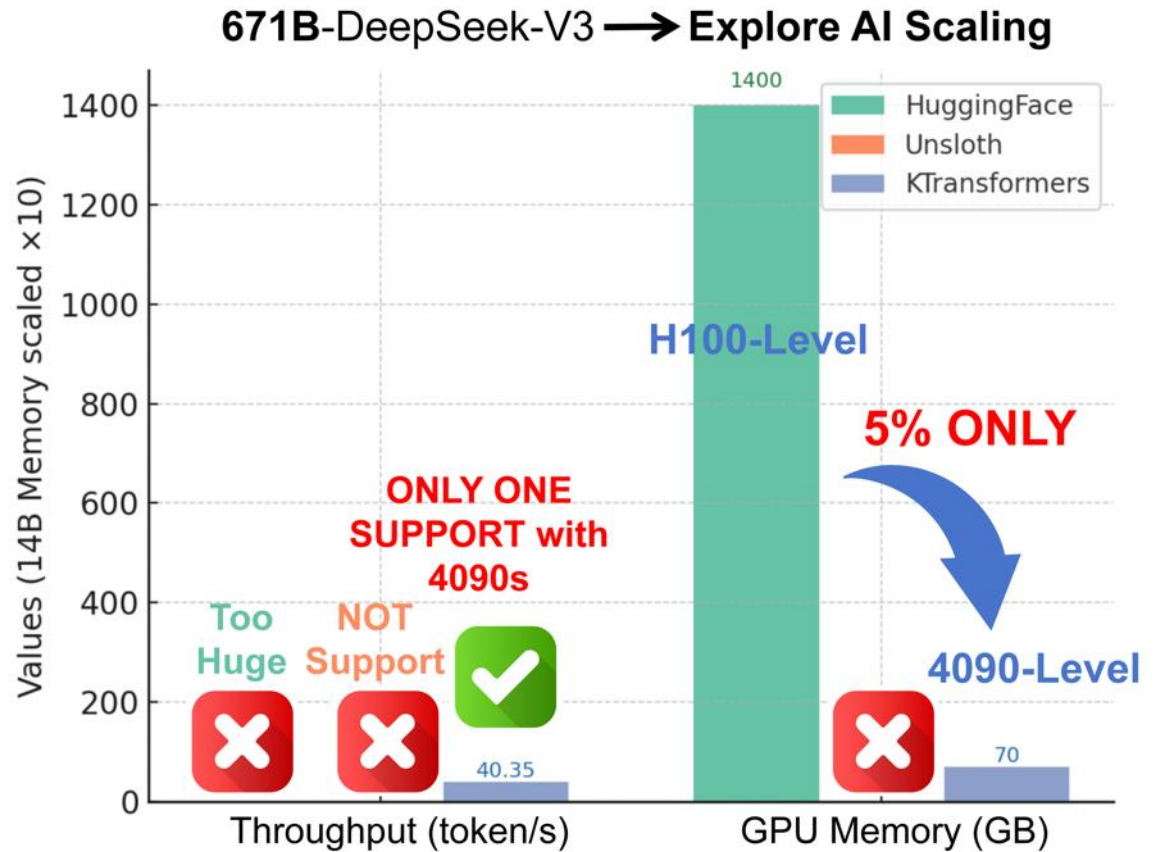 671B-DeepSeek-V3 → Explore AI Scaling
Values (14B Memory scaled ×10)
1400
1200
1000
800
600
400
200
0
1400
HuggingFace
Unsloth
KTransformers
H100-Level
5% ONLY
ONLY ONE
SUPPORT with
4090s
Too
Huge
NOT
Support
4090-Level
40.35
70
Throughput (token/s)
GPU Memory (GB)